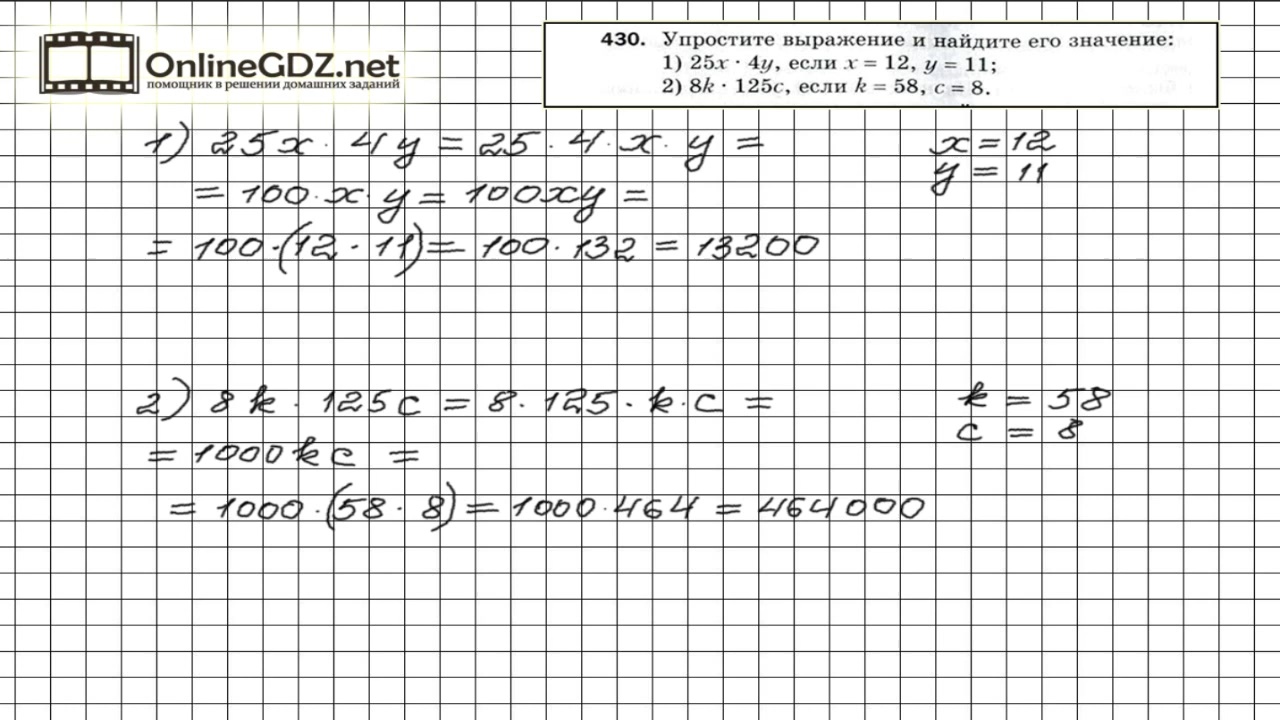 OnlineGDZ.net
помощник в решении домашних заданий
430. Упростите выражение и найдите его значение:
1) 25x · 4y, если x = 12, y = 11;
2) 8k · 125c, если k = 58, c = 8.
1) 25x · 4y = 25 · 4 · x · y =
x = 12
y = 11
= 100 · x · y = 100xy =
= 100 · (12 · 11) = 100 · 132 = 13200
2) 8k · 125c = 8 · 125 · k · c =
k = 58
c = 8
= 1000kc =
= 1000 · (58 · 8) = 1000 · 464 = 464000